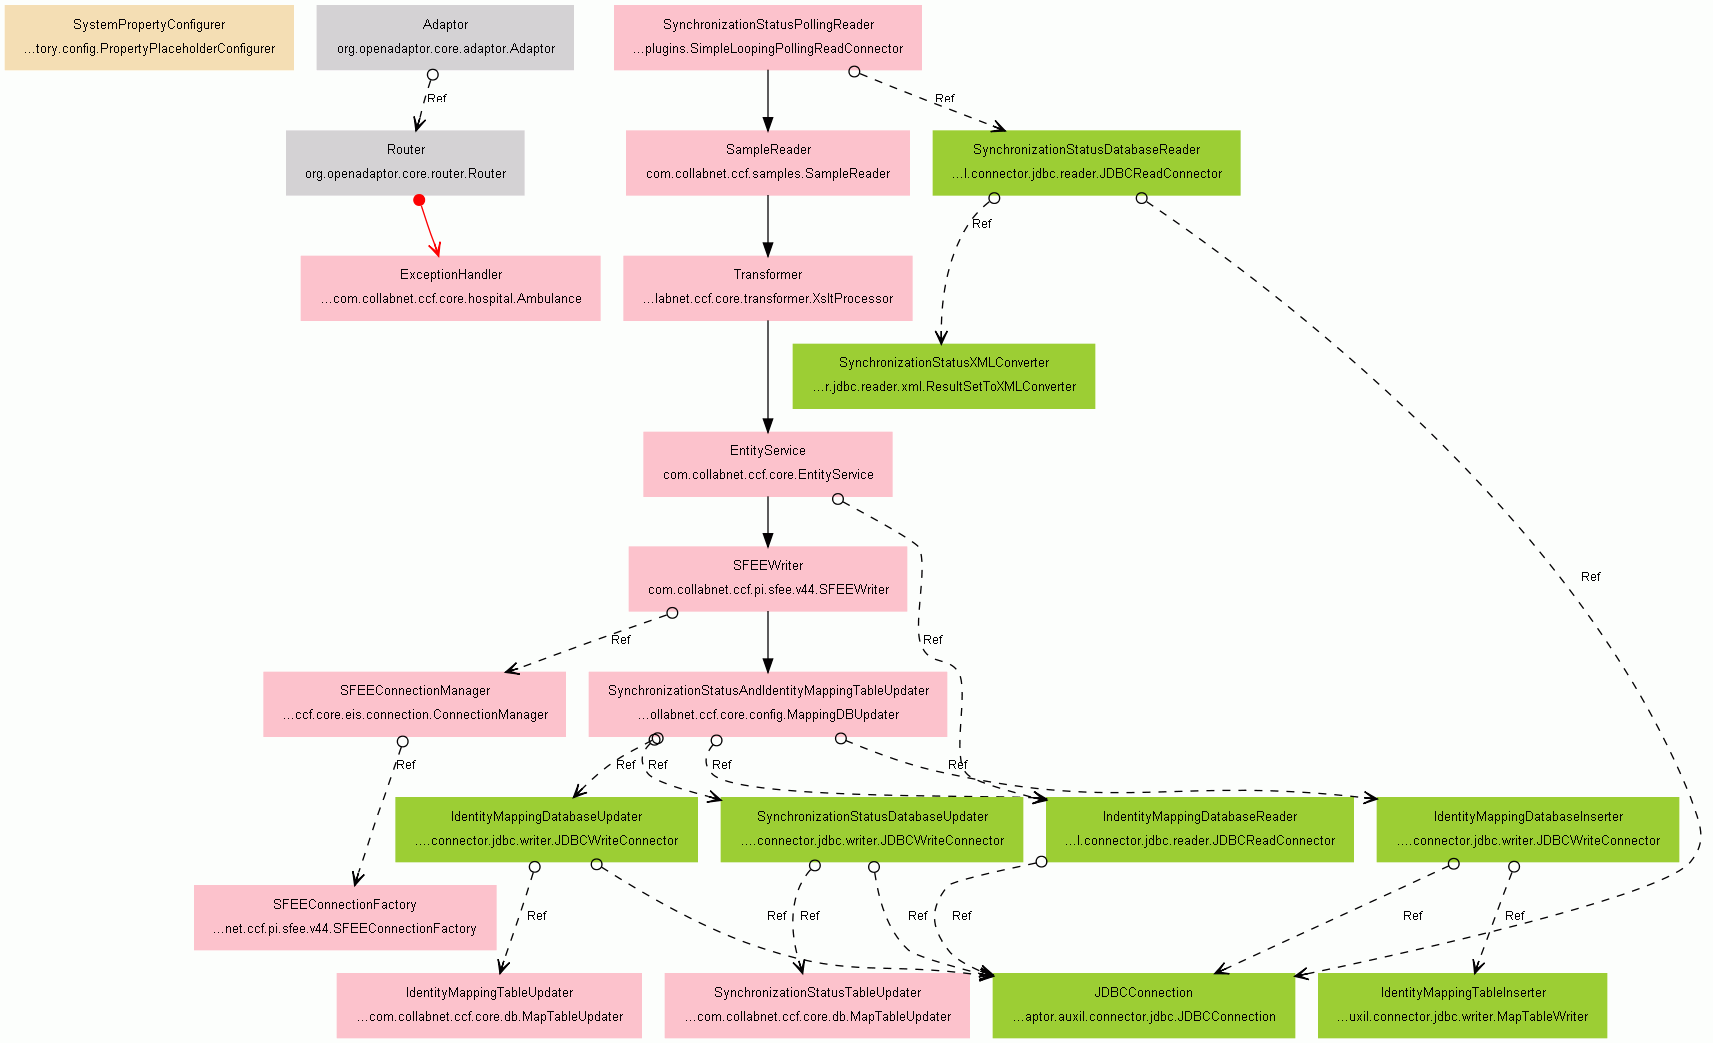 SystemPropertyConfigurer
...tory.config.PropertyPlaceholderConfigurer
Adaptor
org.openadaptor.core.adaptor.Adaptor
SynchronizationStatusPollingReader
...plugins.SimpleLoopingPollingReadConnector
Ref
Ref
Router
org.openadaptor.core.router.Router
SampleReader
com.collabnet.ccf.samples.SampleReader
SynchronizationStatusDatabaseReader
...l.connector.jdbc.reader.JDBCReadConnector
Ref
ExceptionHandler
...com.collabnet.ccf.core.hospital.Ambulance
Transformer
...labnet.ccf.core.transformer.XsltProcessor
SynchronizationStatusXMLConverter
...r.jdbc.reader.xml.ResultSetToXMLConverter
EntityService
com.collabnet.ccf.core.EntityService
SFEEWriter
com.collabnet.ccf.pi.sfee.v44.SFEEWriter
Ref
Ref
Ref
SFEEConnectionManager
...ccf.core.eis.connection.ConnectionManager
SynchronizationStatusAndIdentityMappingTableUpdater
...ollabnet.ccf.core.config.MappingDBUpdater
Ref
Ref
Ref
Ref
Ref
IdentityMappingDatabaseUpdater
....connector.jdbc.writer.JDBCWriteConnector
SynchronizationStatusDatabaseUpdater
....connector.jdbc.writer.JDBCWriteConnector
IndentityMappingDatabaseReader
...l.connector.jdbc.reader.JDBCReadConnector
IdentityMappingDatabaseInserter
....connector.jdbc.writer.JDBCWriteConnector
SFEEConnectionFactory
...net.ccf.pi.sfee.v44.SFEEConnectionFactory
Ref
Ref
Ref
Ref
Ref
Ref
Ref
IdentityMappingTableUpdater
...com.collabnet.ccf.core.db.MapTableUpdater
SynchronizationStatusTableUpdater
...com.collabnet.ccf.core.db.MapTableUpdater
JDBCConnection
...aptor.auxil.connector.jdbc.JDBCConnection
IdentityMappingTableInserter
...uxil.connector.jdbc.writer.MapTableWriter